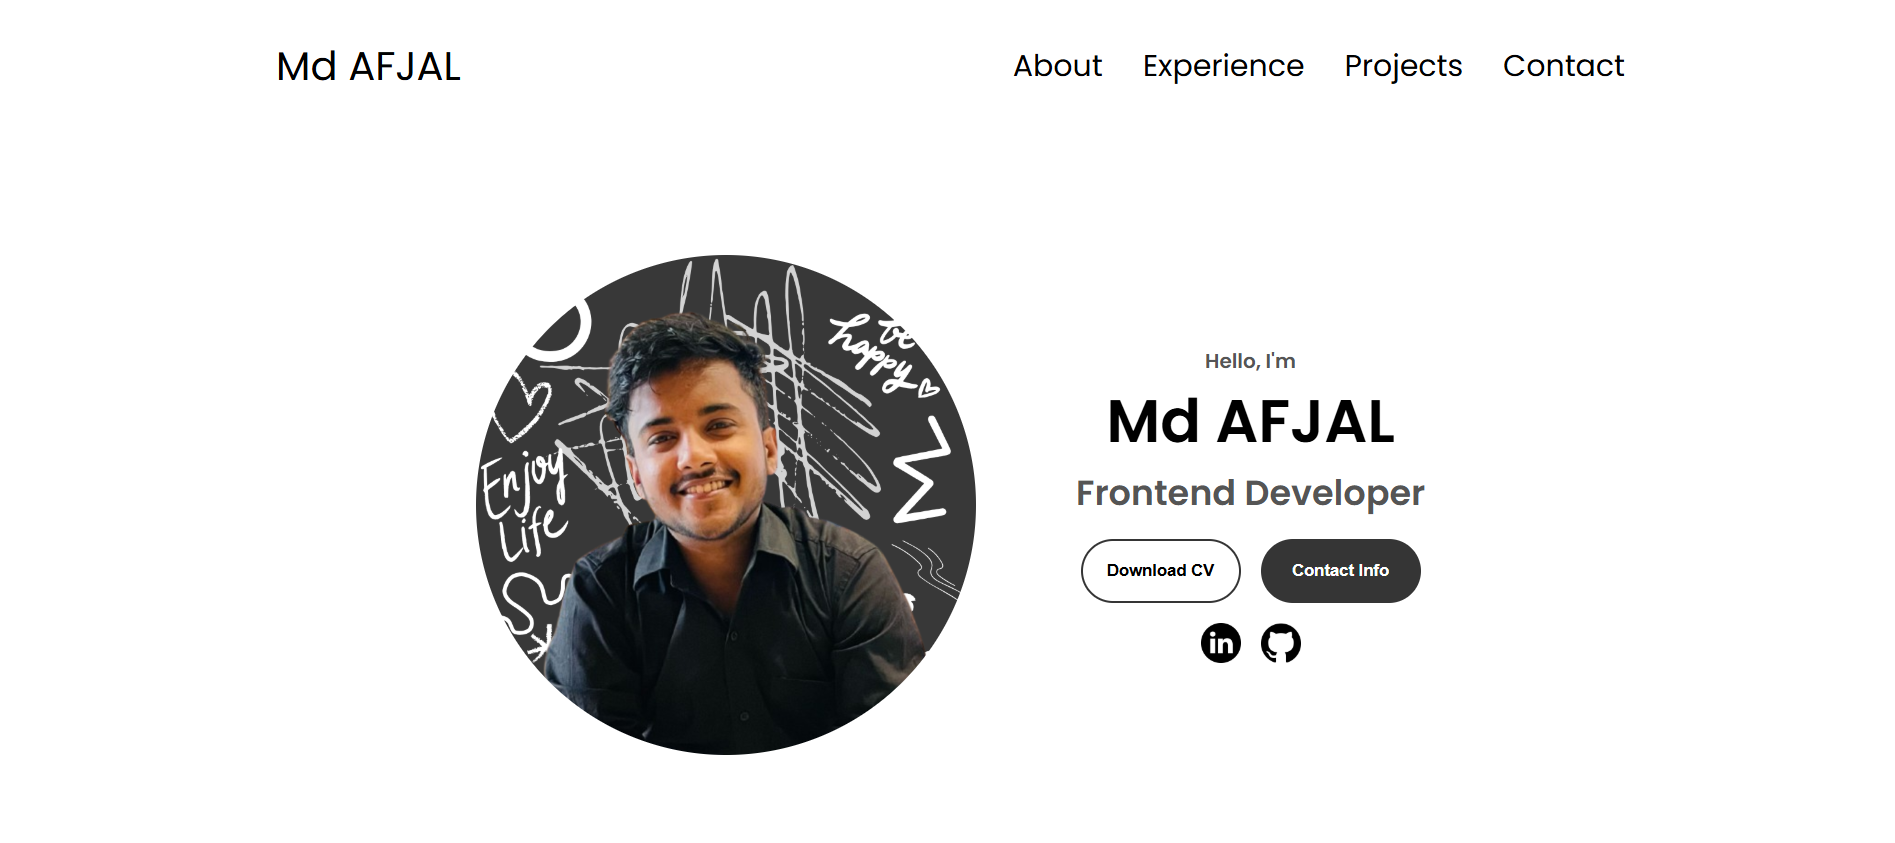 Md AFJAL
About Experience Projects Contact
be
happy
Enjoy
Life
Hello, I'm
Md AFJAL
Frontend Developer
Download CV Contact Info
in